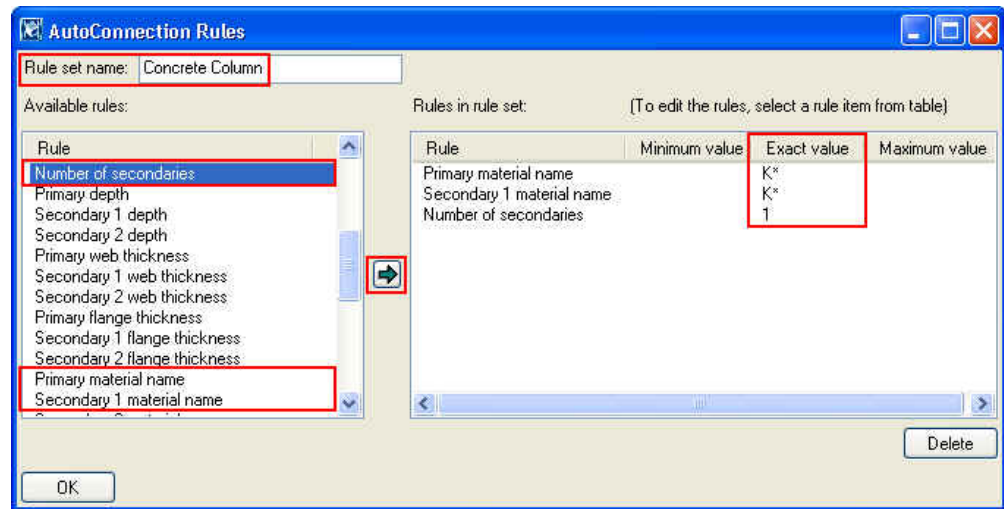 AutoConnection Rules
Rule set name: Concrete Column
Available rules:
Rule
Number of secondaries
Primary depth
Secondary 1 depth
Secondary 2 depth
Primary web thickness
Secondary 1 web thickness
Secondary 2 web thickness
Primary flange thickness
Secondary 1 flange thickness
Secondary 2 flange thickness
Primary material name
Secondary 1 material name
Rules in rule set: (To edit the rules, select a rule item from table)
Rule Minimum value Exact value Maximum value
Primary material name K*
Secondary 1 material name K*
Number of secondaries 1
Delete
OK